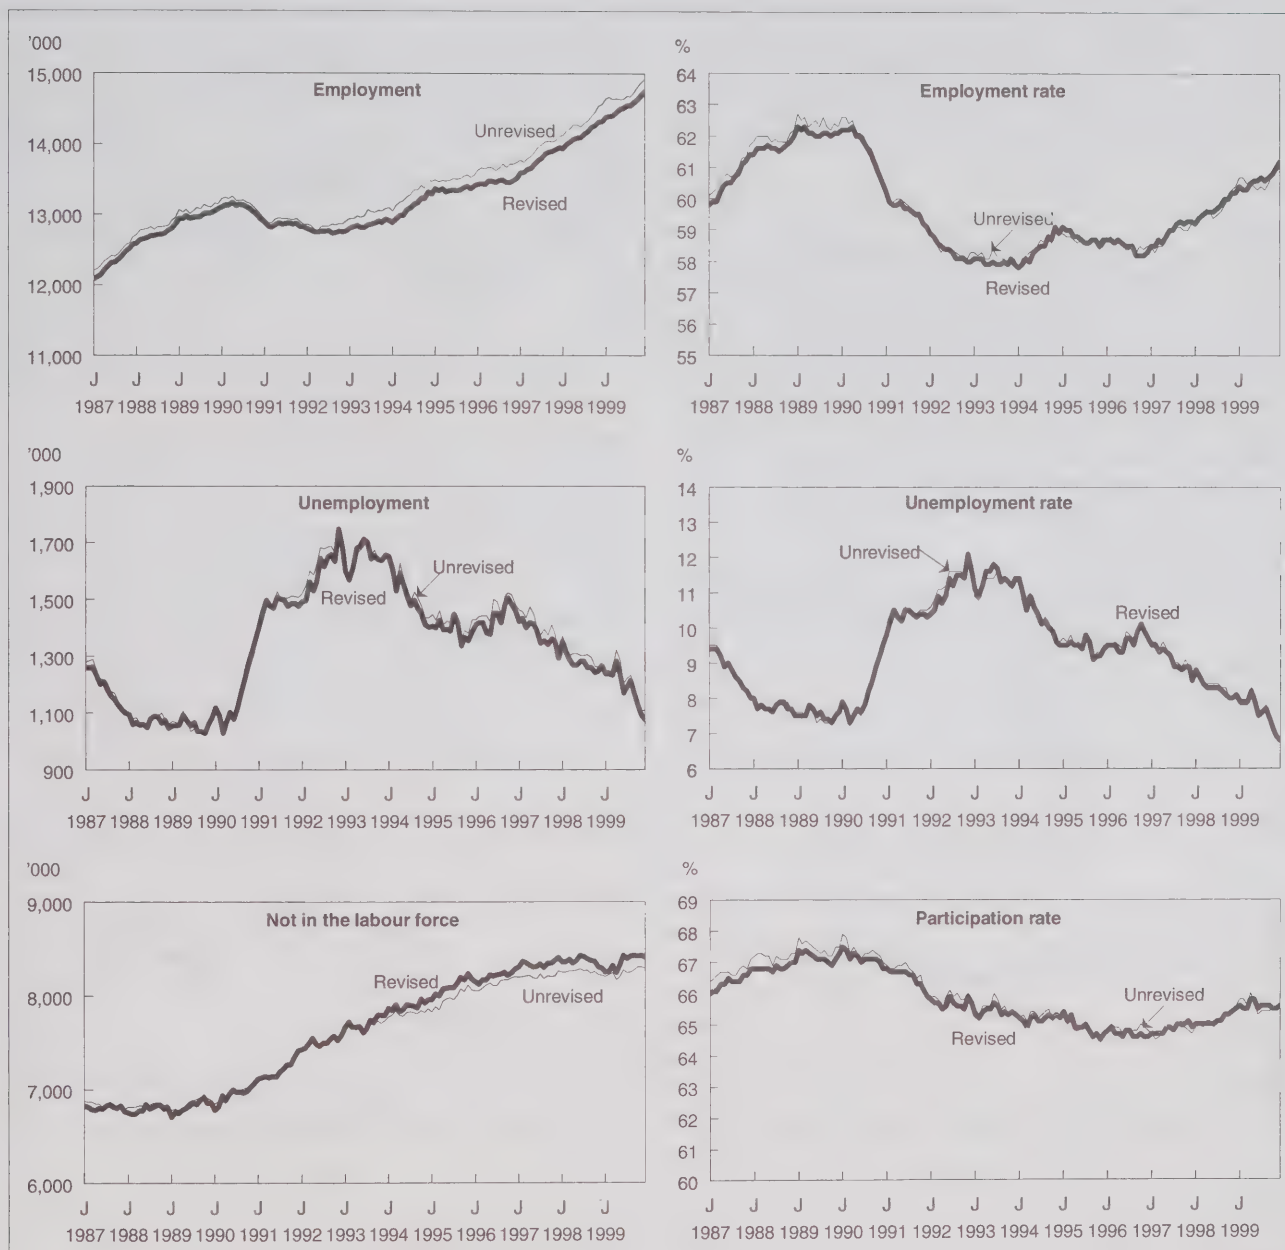 '000
Employment
15,000
14,000
13,000
12,000
11,000
Unrevised
Revised
J J J J J J J J J J J J J
1987 1988 1989 1990 1991 1992 1993 1994 1995 1996 1997 1998 1999
%
Employment rate
64
63
62
61
60
59
58
57
56
55
Unrevised
Revised
J J J J J J J J J J J J J
1987 1988 1989 1990 1991 1992 1993 1994 1995 1996 1997 1998 1999
'000
Unemployment
1,900
1,700
1,500
1,300
1,100
900
Unrevised
Revised
J J J J J J J J J J J J J
1987 1988 1989 1990 1991 1992 1993 1994 1995 1996 1997 1998 1999
%
Unemployment rate
14
13
12
11
10
9
8
7
6
Unrevised
Revised
J J J J J J J J J J J J J
1987 1988 1989 1990 1991 1992 1993 1994 1995 1996 1997 1998 1999
'000
Not in the labour force
9,000
8,000
7,000
6,000
Revised
Unrevised
J J J J J J J J J J J J J
1987 1988 1989 1990 1991 1992 1993 1994 1995 1996 1997 1998 1999
%
Participation rate
69
68
67
66
65
64
63
62
61
60
Unrevised
Revised
J J J J J J J J J J J J J
1987 1988 1989 1990 1991 1992 1993 1994 1995 1996 1997 1998 1999